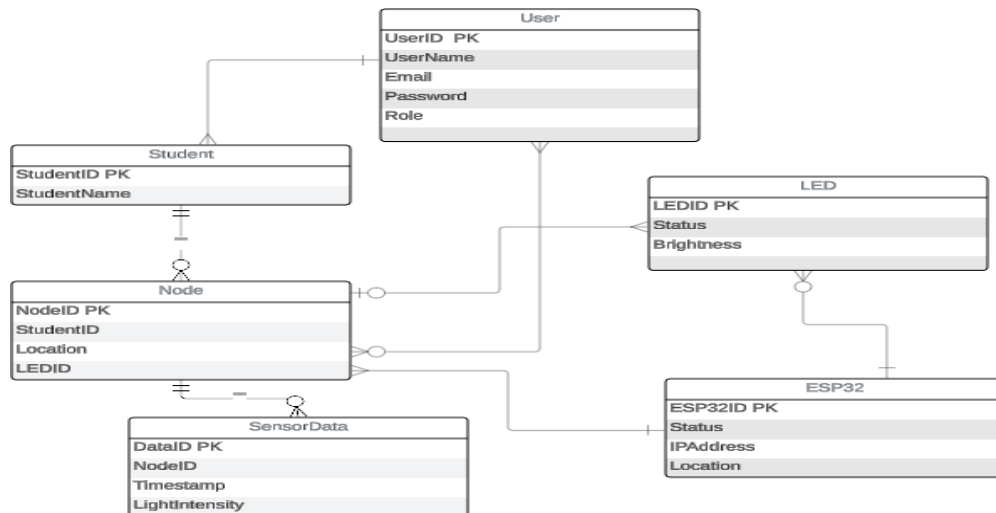 User
UserID PK
UserName
Email
Password
Role
Student
StudentID PK
StudentName
LED
LEDID PK
Status
Brightness
Node
NodeID PK
StudentID
Location
LEDID
ESP32
ESP32ID PK
Status
IPAddress
Location
SensorData
DataID PK
NodeID
Timestamp
LightIntensity